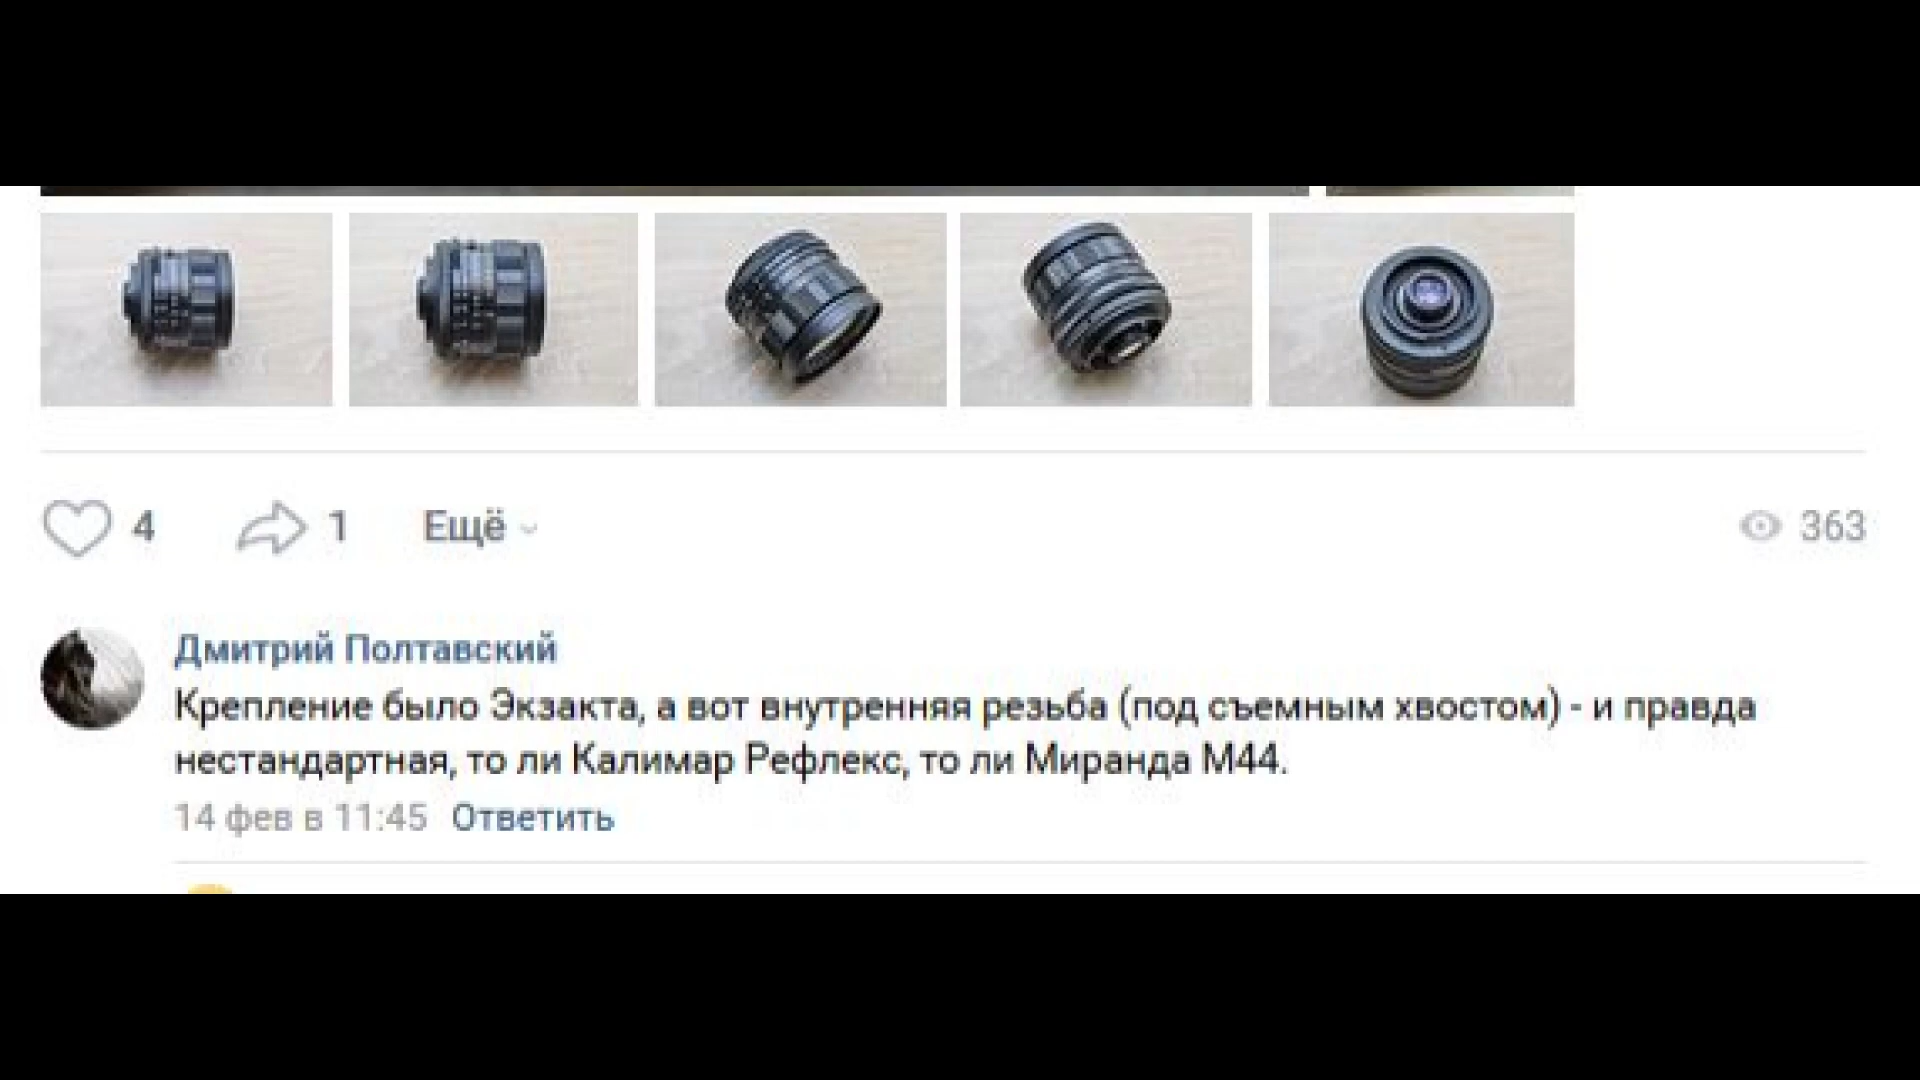 4 1 Ещё 363
Дмитрий Полтавский
Крепление было Экзакта, а вот внутренняя резьба (под съемным хвостом) - и правда
нестандартная, то ли Калимар Рефлекс, то ли Миранда М44.
14 фев в 11:45 Ответить